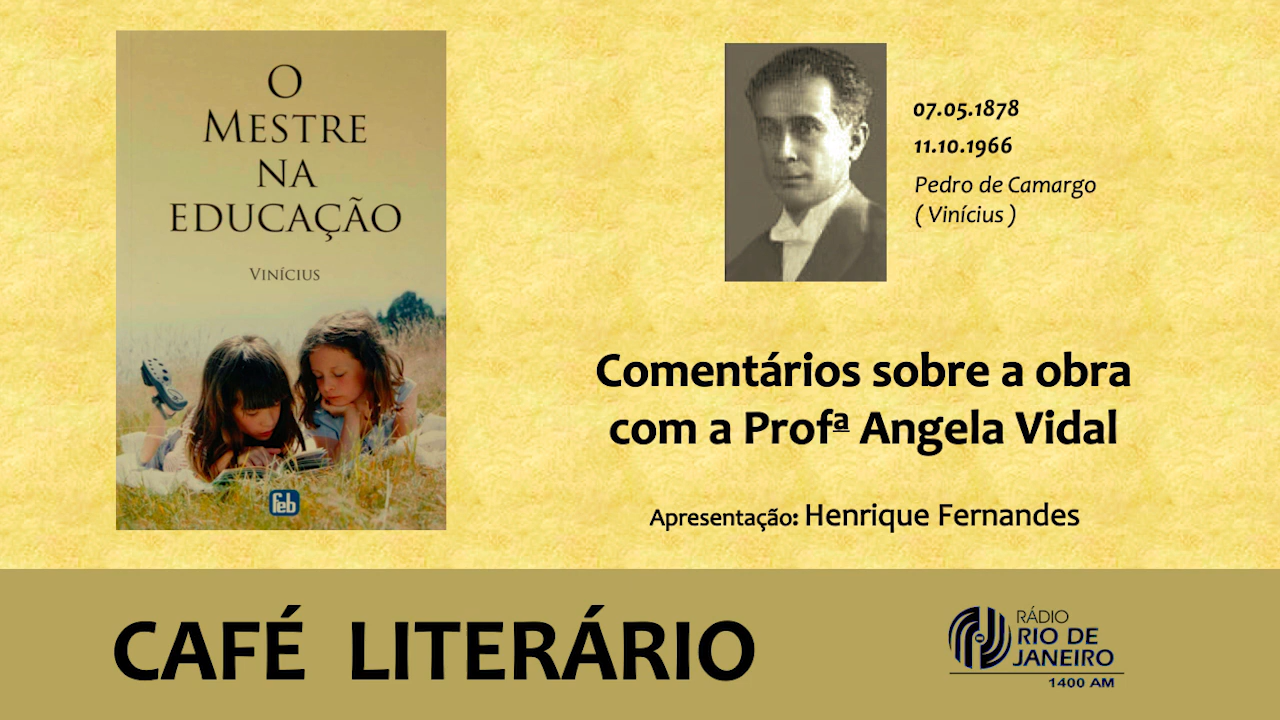 O
MESTRE
NA
EDUCAÇÃO
VINÍCIUS
feb
07.05.1878
11.10.1966
Pedro de Camargo
( Vinícius )
Comentários sobre a obra
com a Profª Angela Vidal
Apresentação: Henrique Fernandes
CAFÉ LITERÁRIO
RÁDIO
RIO DE
JANEIRO
1400 AM